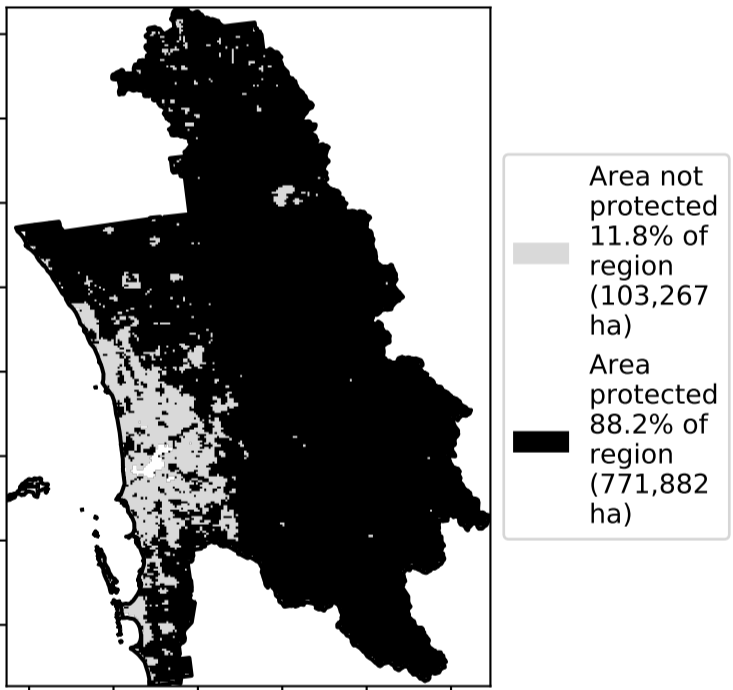 Area not
protected
11.8% of
region
(103,267
ha)
Area
protected
88.2% of
region
(771,882
ha)